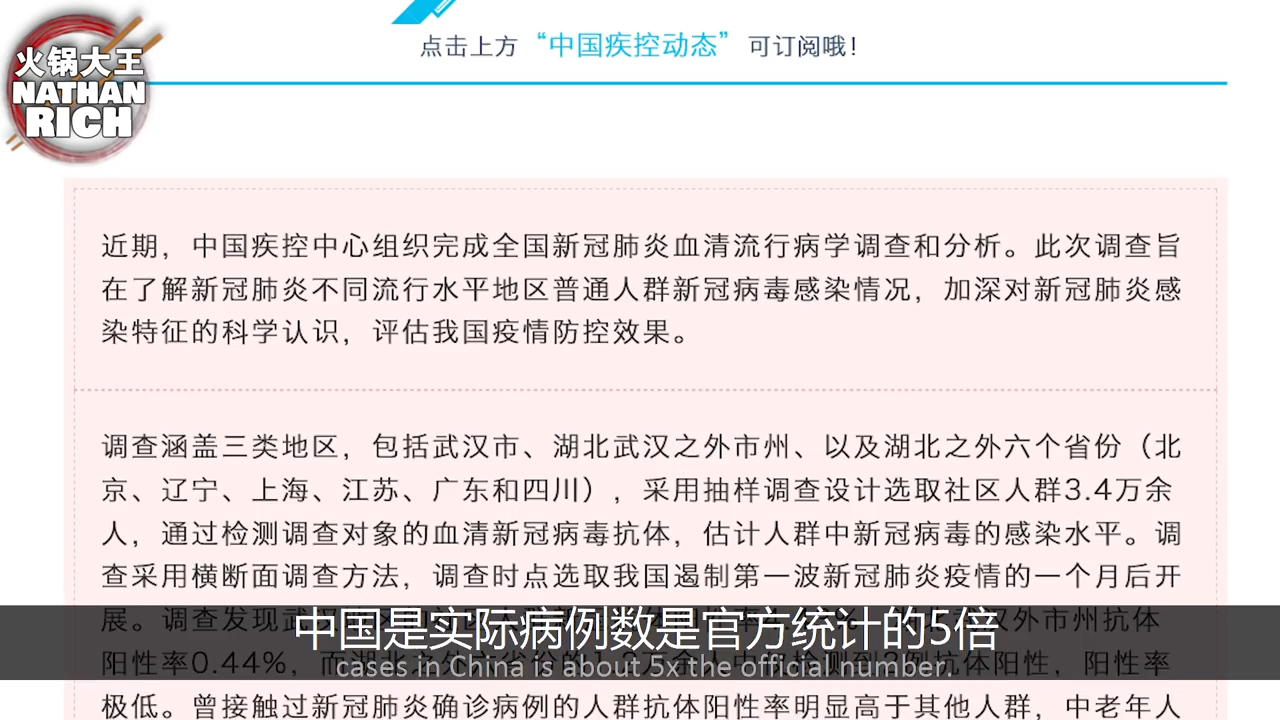 火锅大王
NATHAN
RICH
点击上方 “中国疾控动态” 可订阅哦!
近期，中国疾控中心组织完成全国新冠肺炎血清流行病学调查和分析。此次调查旨
在了解新冠肺炎不同流行水平地区普通人群新冠病毒感染情况，加深对新冠肺炎感
染特征的科学认识，评估我国疫情防控效果。
调查涵盖三类地区，包括武汉市、湖北武汉之外市州、以及湖北之外六个省份（北
京、辽宁、上海、江苏、广东和四川），采用抽样调查设计选取社区人群3.4万余
人，通过检测调查对象的血清新冠病毒抗体，估计人群中新冠病毒的感染水平。调
查采用横断面调查方法，调查时点选取我国遏制第一波新冠肺炎疫情的一个月后开
展。调查发现武汉 汉外市州抗体
中国是实际病例数是官方统计的5倍
阳性率0.44%，而湖北之外 抗体阳性，阳性率
cases in China is about 5x the official number.
极低。曾接触过新冠肺炎确诊病例的人群抗体阳性率明显高于其他人群，中老年人